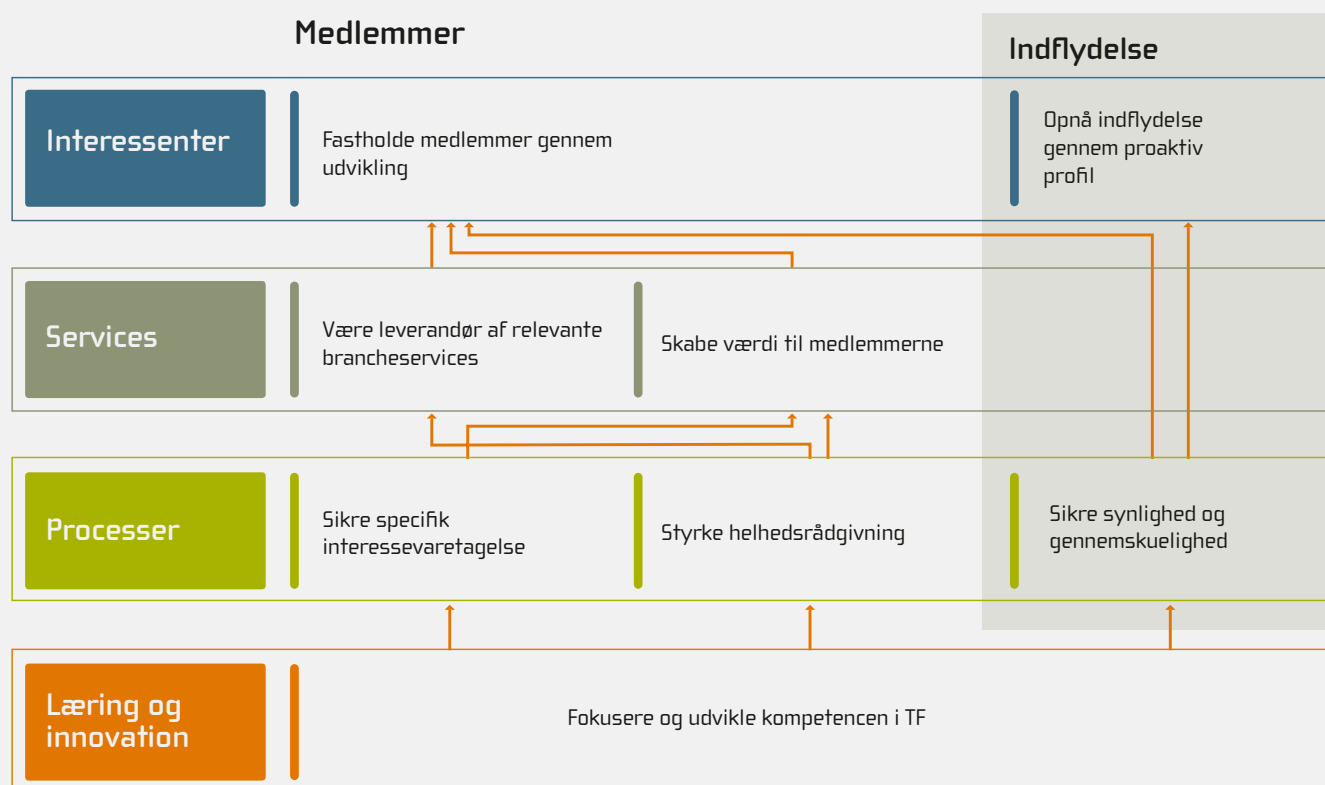 Medlemmer
Indflydelse
Interessenter
Fastholde medlemmer gennem
udvikling
Opnå indflydelse
gennem proaktiv
profil
Services
Være leverandør af relevante
brancheservices
Skabe værdi til medlemmerne
Processer
Sikre specifik
interessevaretagelse
Styrke helhedsrådgivning
Sikre synlighed og
gennemskuelighed
Læring og
innovation
Fokusere og udvikle kompetencen i TF